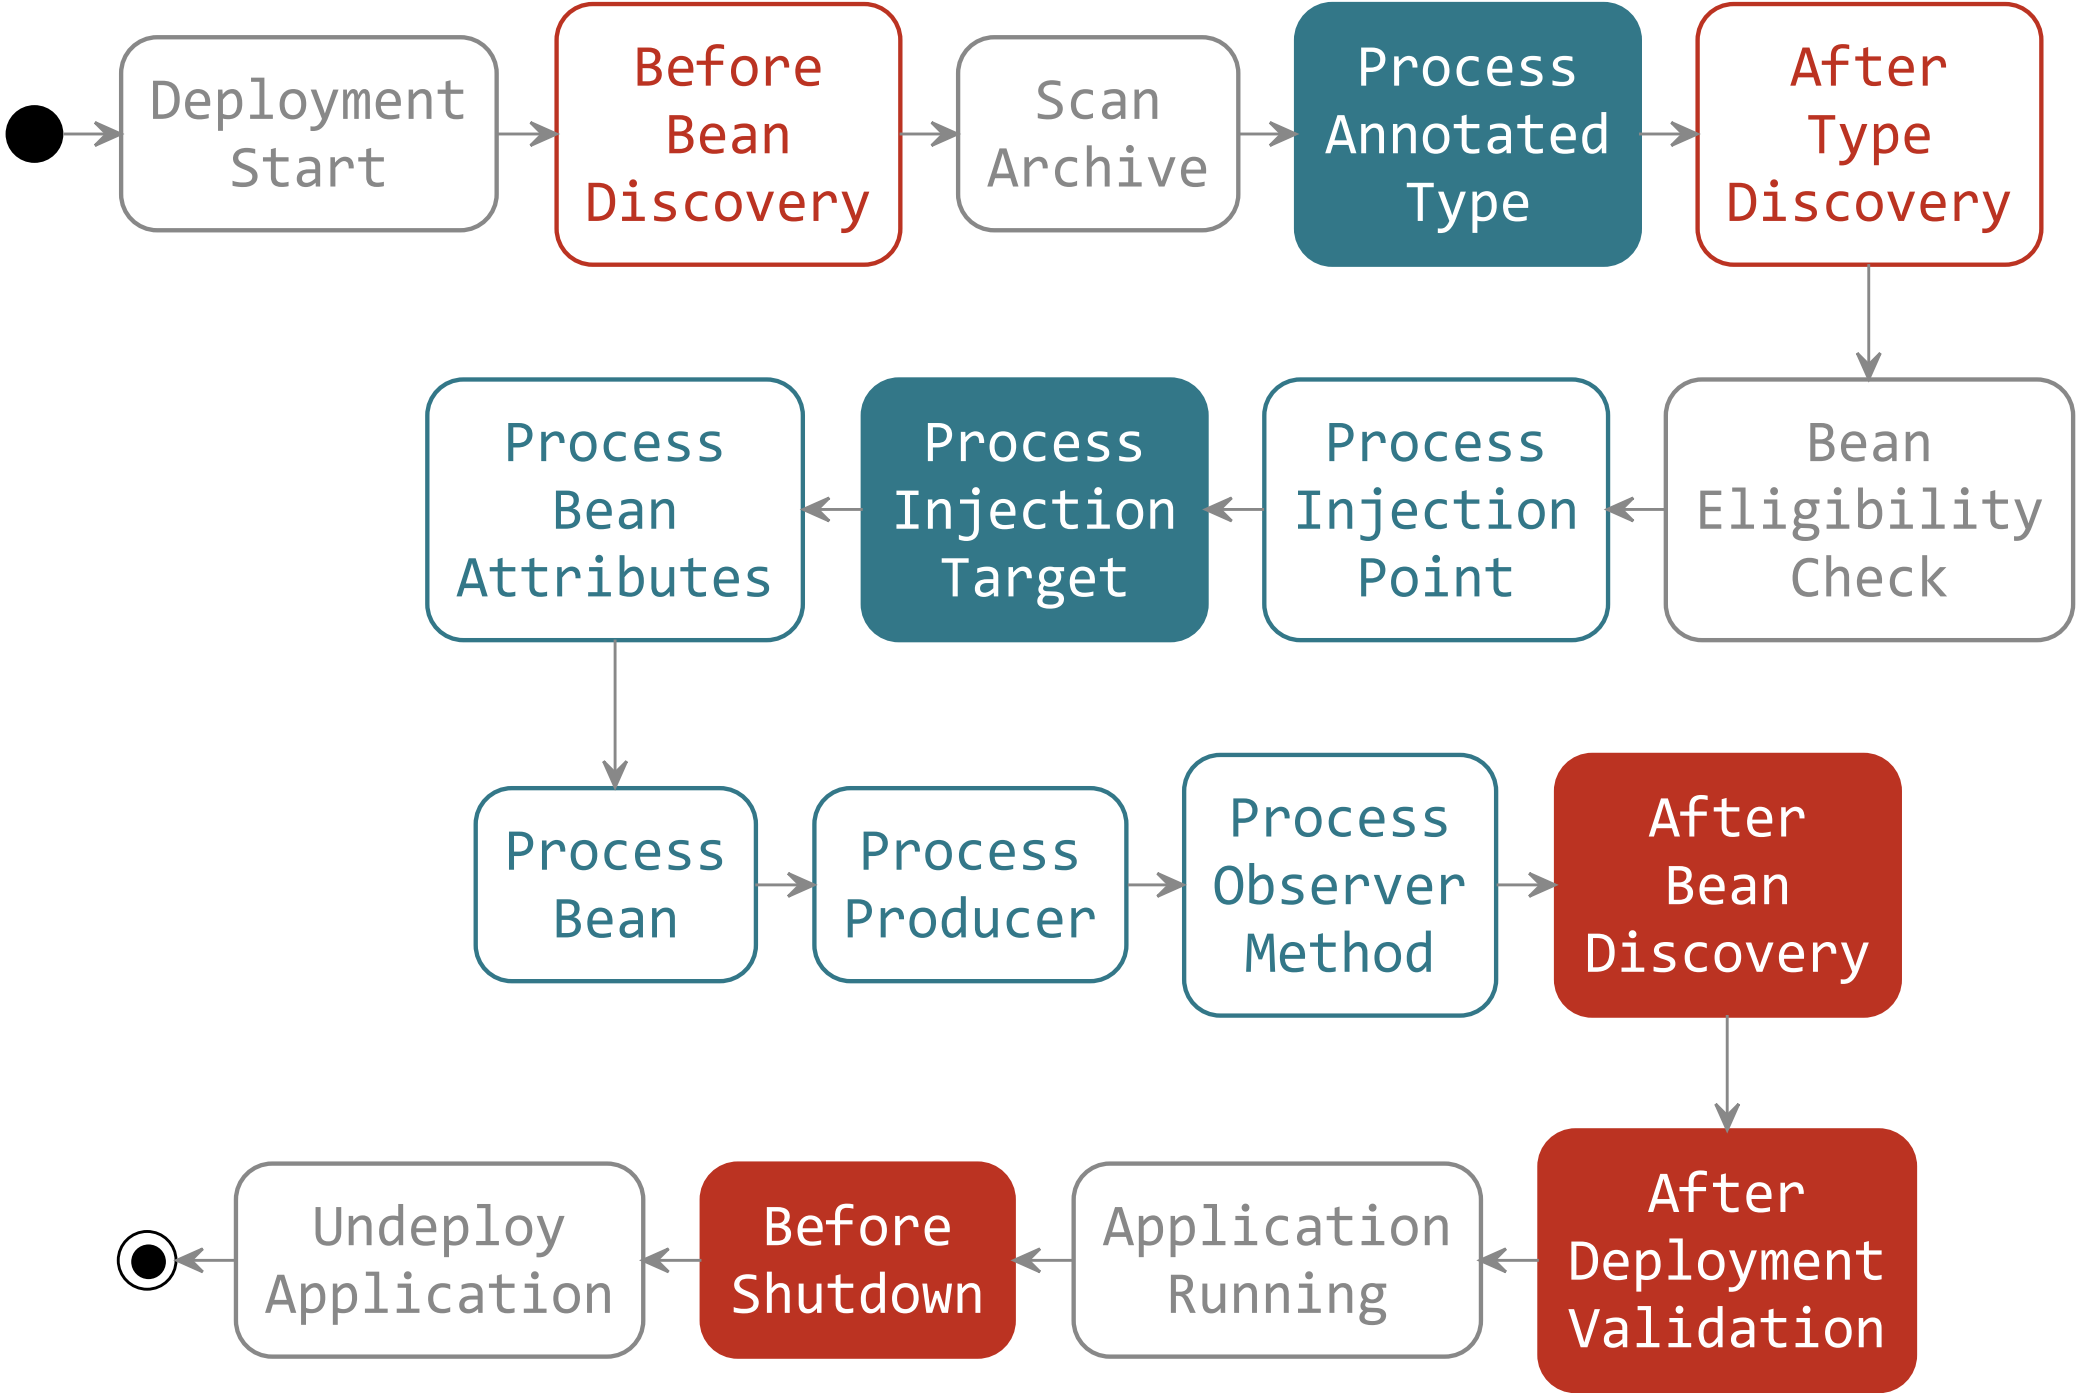 Deployment
Start
Before
Bean
Discovery
Scan
Archive
Process
Annotated
Type
After
Type
Discovery
Process
Bean
Attributes
Process
Injection
Target
Process
Injection
Point
Bean
Eligibility
Check
Process
Bean
Process
Producer
Process
Observer
Method
After
Bean
Discovery
Undeploy
Application
Before
Shutdown
Application
Running
After
Deployment
Validation